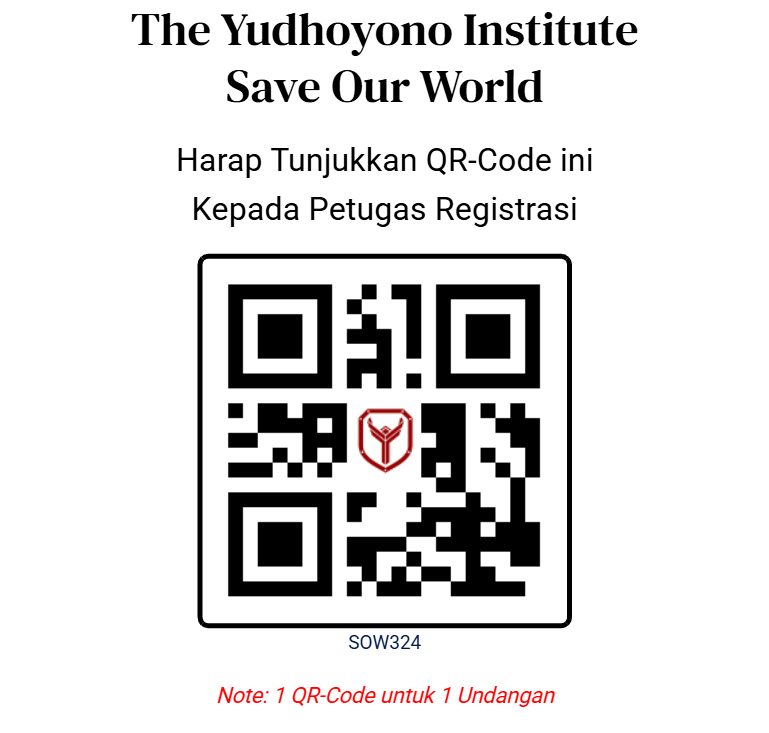 The Yudhoyono Institute
Save Our World
Harap Tunjukkan QR-Code ini
Kepada Petugas Registrasi
SOW324
Note: 1 QR-Code untuk 1 Undangan